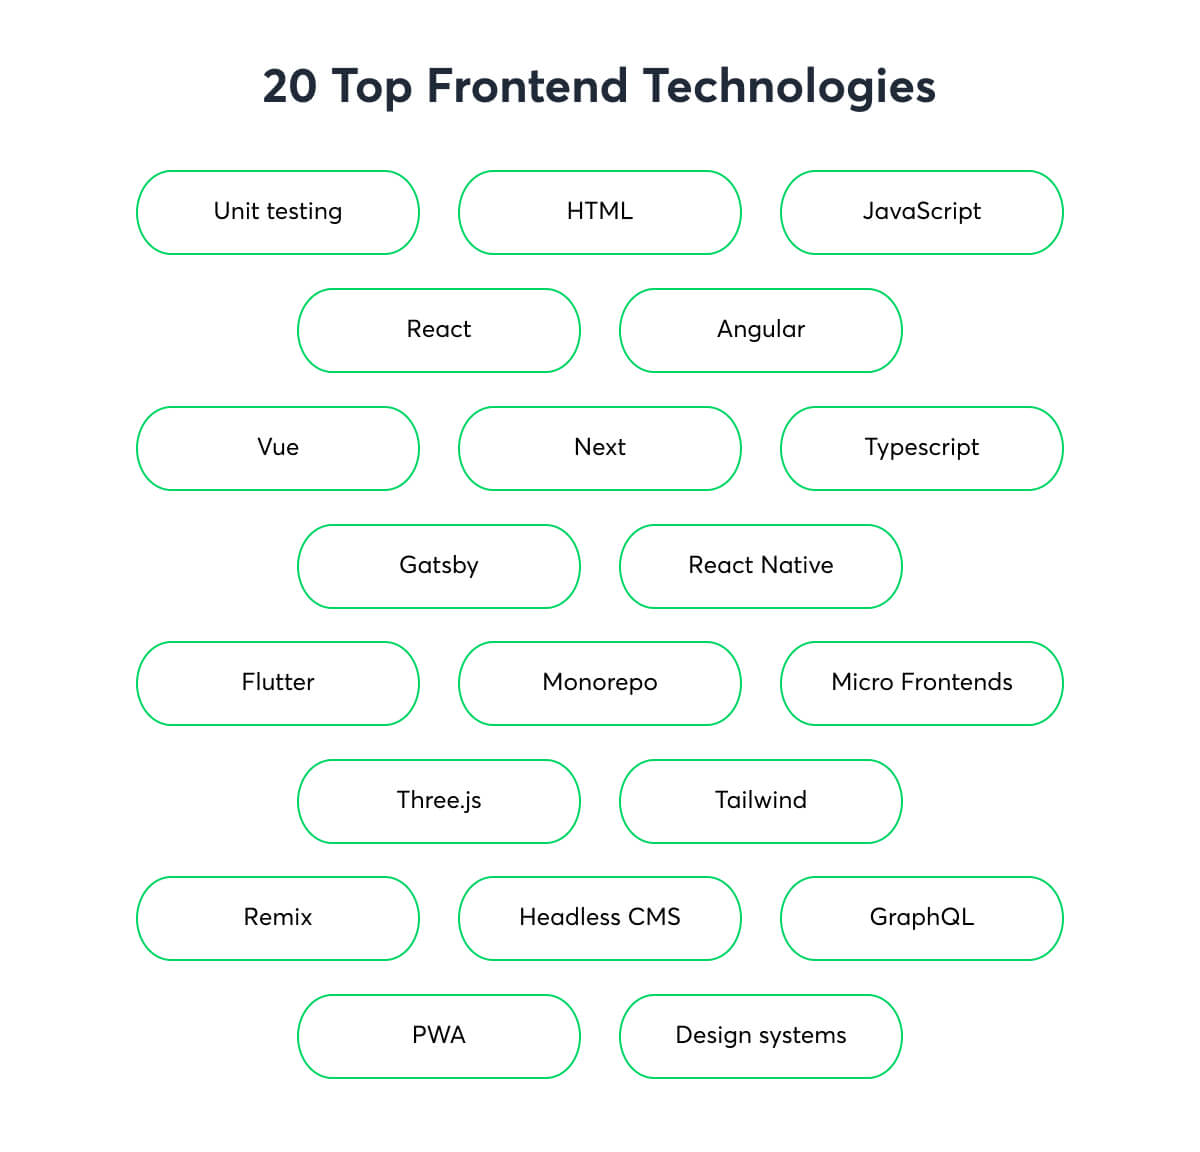 20 Top Frontend Technologies
Unit testing
HTML
JavaScript
React
Angular
Vue
Next
Typescript
Gatsby
React Native
Flutter
Monorepo
Micro Frontends
Three.js
Tailwind
Remix
Headless CMS
GraphQL
PWA
Design systems